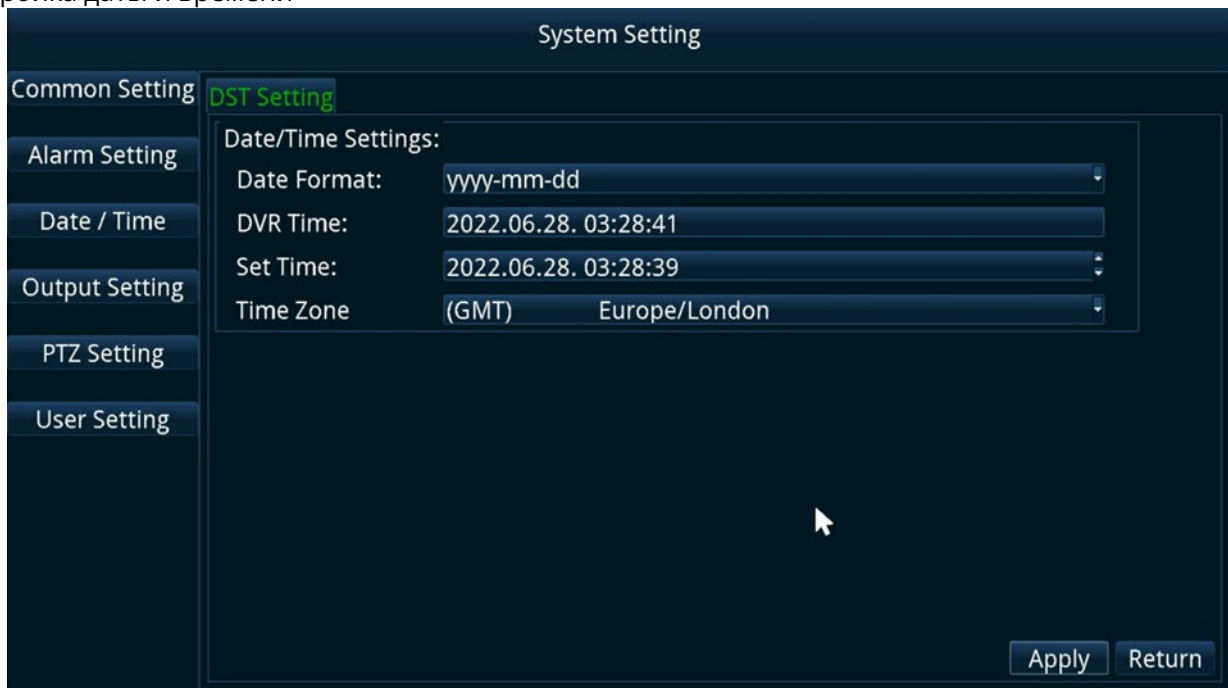 даты и времени
System Setting
Common Setting
DST Setting
Alarm Setting
Date / Time
Output Setting
PTZ Setting
User Setting
Date/Time Settings:
Date Format: yyyy-mm-dd
DVR Time: 2022.06.28. 03:28:41
Set Time: 2022.06.28. 03:28:39
Time Zone (GMT) Europe/London
Apply Return